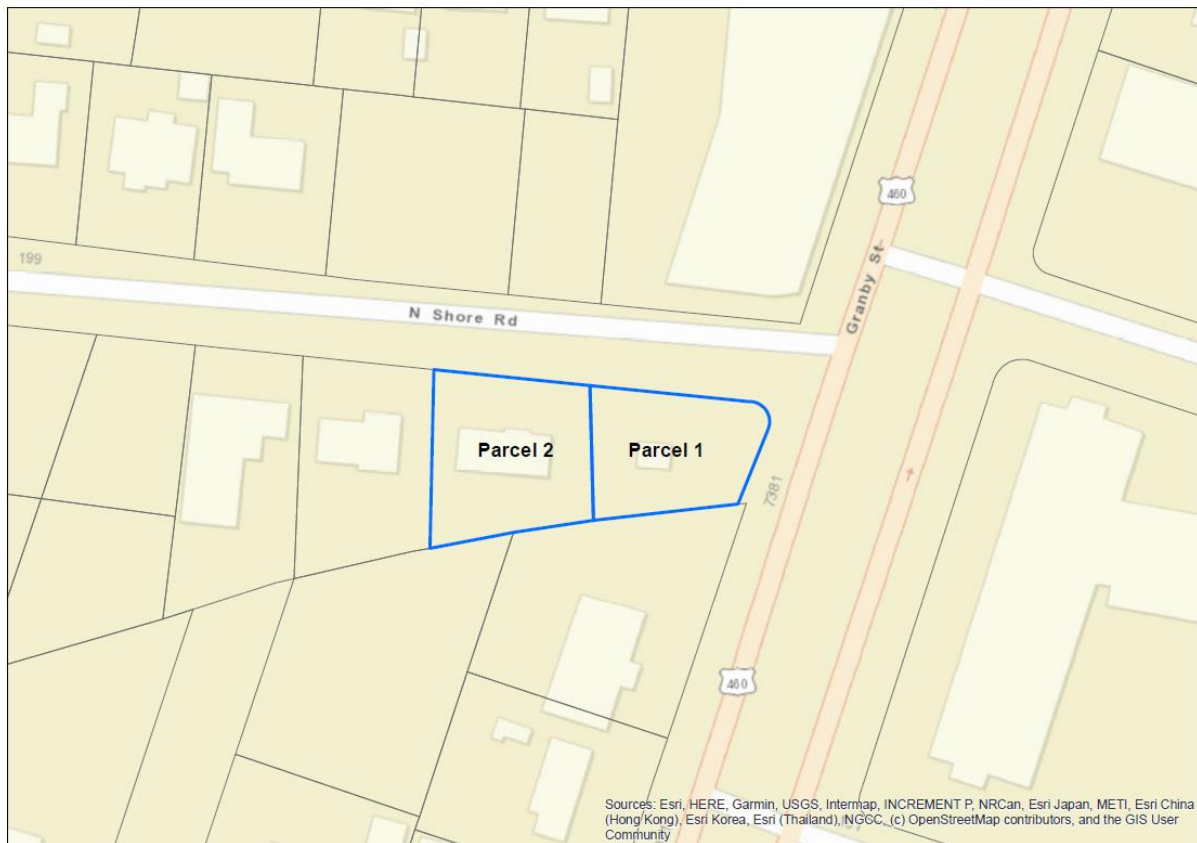 460
199
N Shore Rd
Granby St
Parcel 2
Parcel 1
7381
460
Sources: Esri, HERE, Garmin, USGS, Intermap, INCREMENT P, NRCan, Esri Japan, METI, Esri China
(Hong Kong), Esri Korea, Esri (Thailand), NGCC, (c) OpenStreetMap contributors, and the GIS User
Community